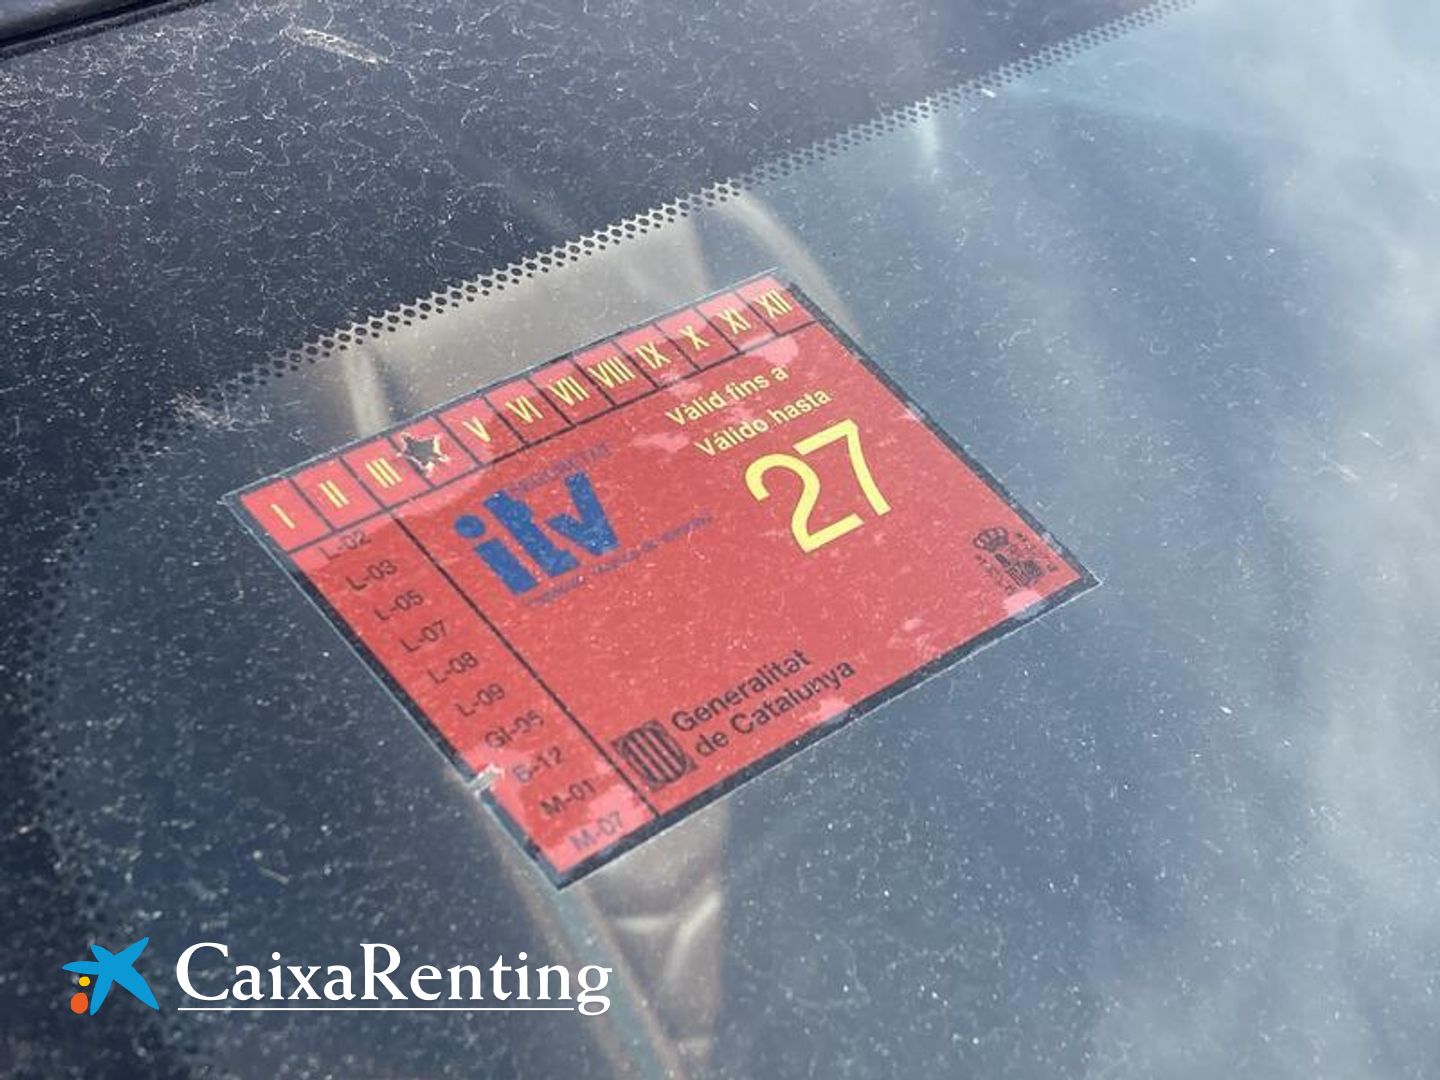 I II III V VI VII VIII IX X XI XII
Vàlid fins a
Válido hasta
27
itv
L-02
L-03
L-05
L-07
L-08
L-09
GI-05
B-12
M-01
M-07
Generalitat
de Catalunya
CaixaRenting